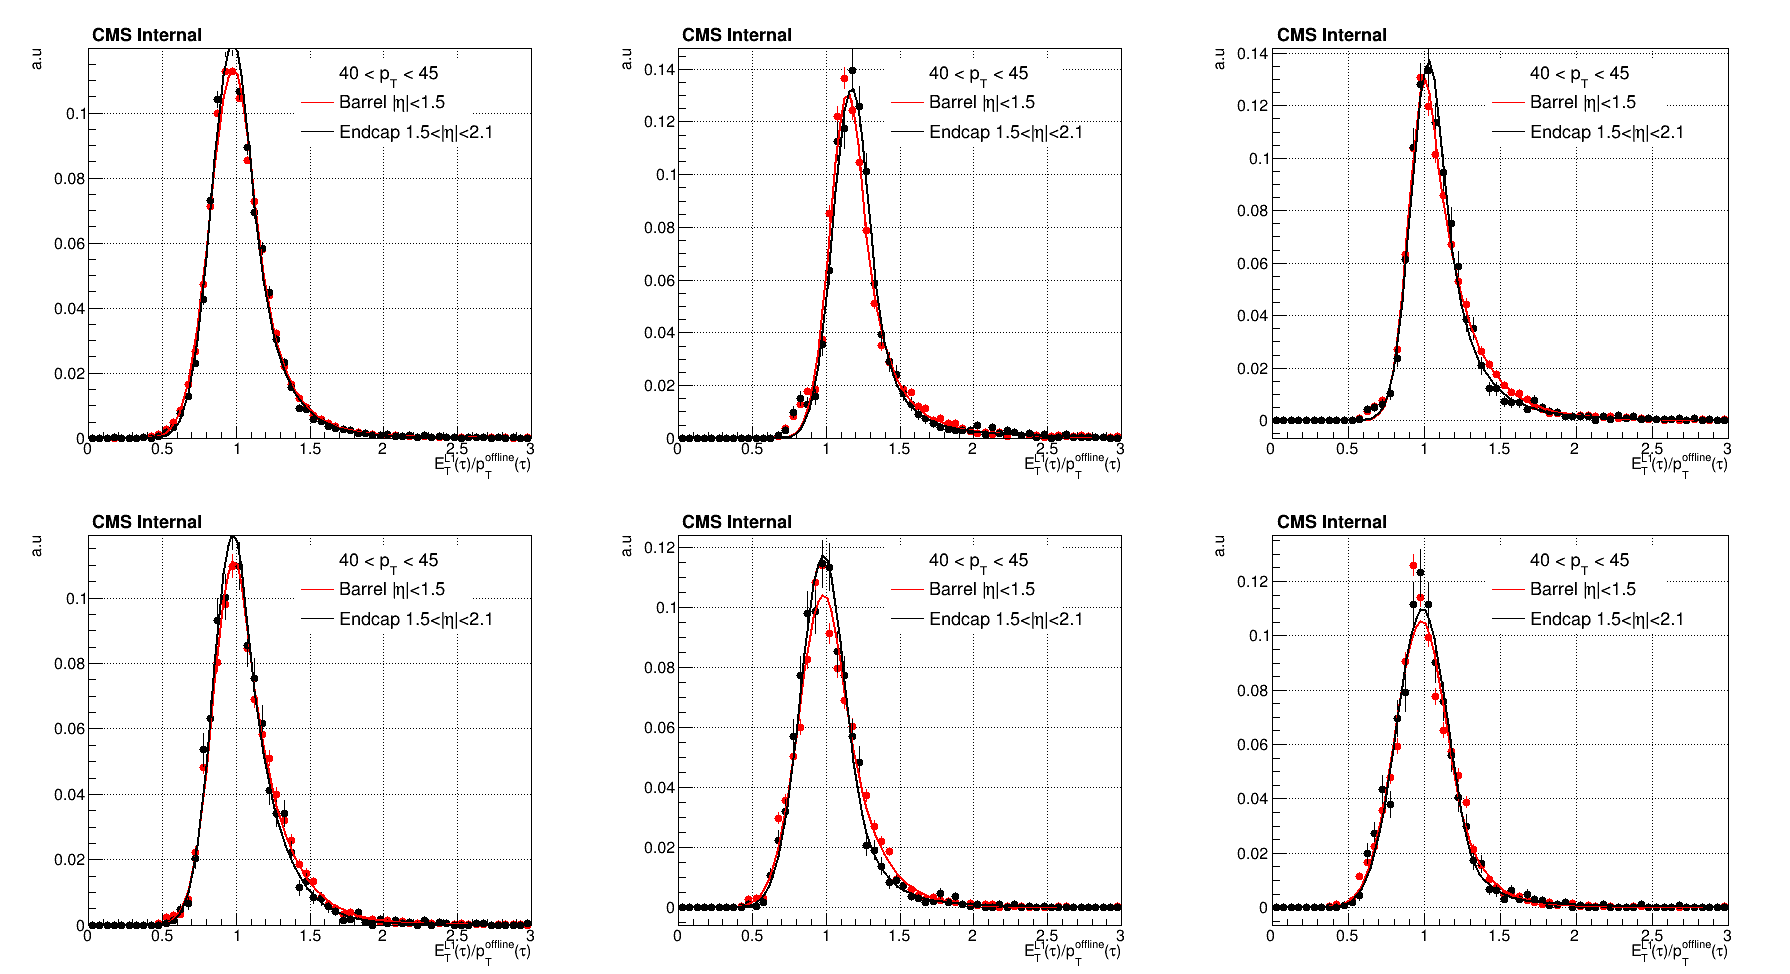 CMS Internal
a.u
40 < p_T < 45
Barrel |η|<1.5
Endcap 1.5<|η|<2.1
0.1
0.08
0.06
0.04
0.02
0
0 0.5 1 1.5 2 2.5 3
E_T^L1(τ)/p_T^offline(τ)
CMS Internal
a.u
40 < p_T < 45
Barrel |η|<1.5
Endcap 1.5<|η|<2.1
0.14
0.12
0.1
0.08
0.06
0.04
0.02
0
0 0.5 1 1.5 2 2.5 3
E_T^L1(τ)/p_T^offline(τ)
CMS Internal
a.u
40 < p_T < 45
Barrel |η|<1.5
Endcap 1.5<|η|<2.1
0.14
0.12
0.1
0.08
0.06
0.04
0.02
0
0 0.5 1 1.5 2 2.5 3
E_T^L1(τ)/p_T^offline(τ)
CMS Internal
a.u
40 < p_T < 45
Barrel |η|<1.5
Endcap 1.5<|η|<2.1
0.1
0.08
0.06
0.04
0.02
0
0 0.5 1 1.5 2 2.5 3
E_T^L1(τ)/p_T^offline(τ)
CMS Internal
a.u
40 < p_T < 45
Barrel |η|<1.5
Endcap 1.5<|η|<2.1
0.12
0.1
0.08
0.06
0.04
0.02
0
0 0.5 1 1.5 2 2.5 3
E_T^L1(τ)/p_T^offline(τ)
CMS Internal
a.u
40 < p_T < 45
Barrel |η|<1.5
Endcap 1.5<|η|<2.1
0.12
0.1
0.08
0.06
0.04
0.02
0
0 0.5 1 1.5 2 2.5 3
E_T^L1(τ)/p_T^offline(τ)